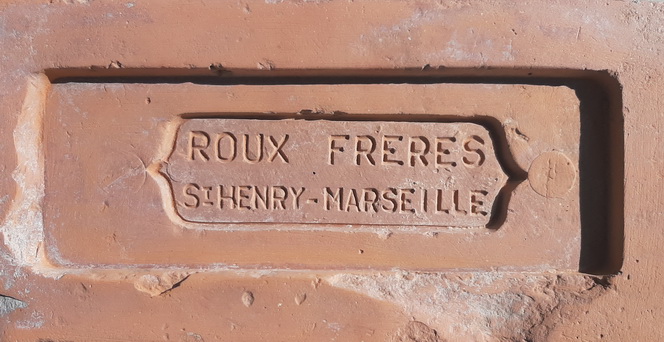 ROUX FRERES
ST HENRY-MARSEILLE